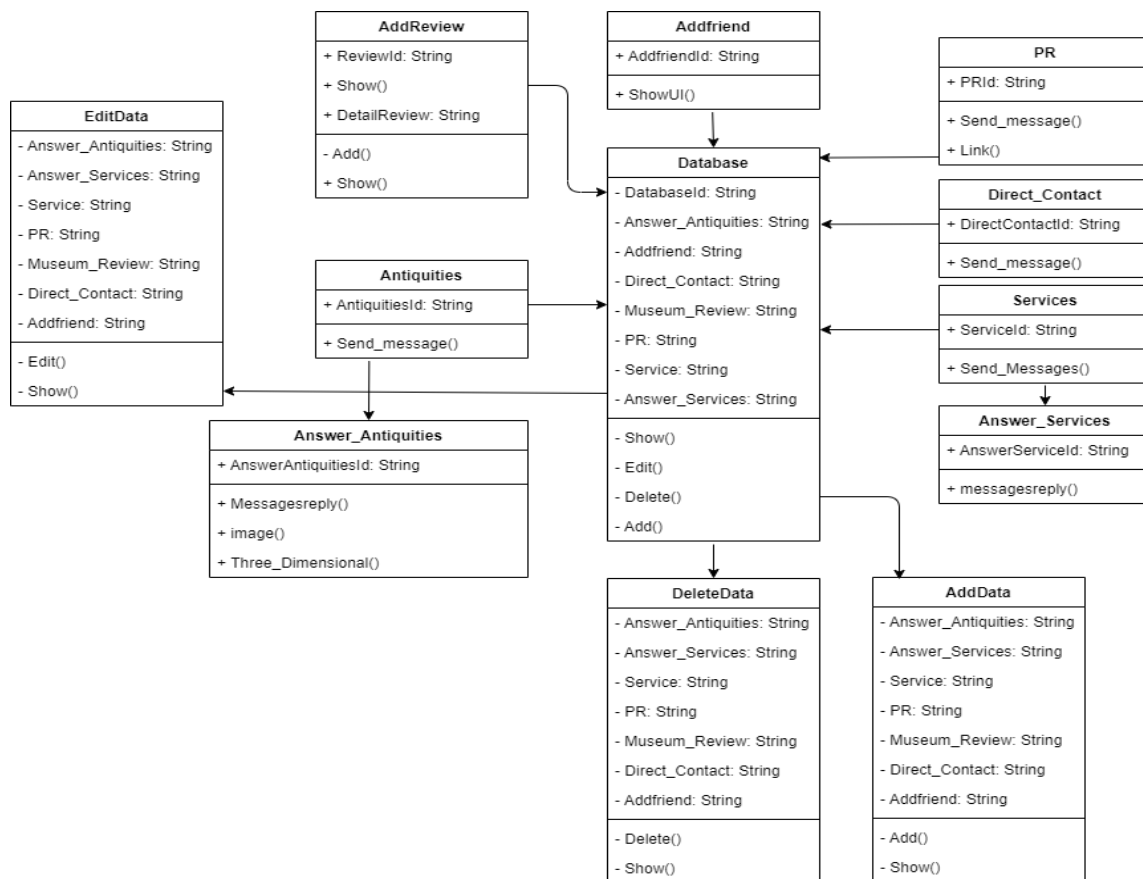 AddReview
+ ReviewId: String
+ Show()
+ DetailReview: String
- Add()
+ Show()
Addfriend
+ AddfriendId: String
+ ShowUI()
PR
+ PRId: String
+ Send_message()
+ Link()
EditData
- Answer_Antiquities: String
- Answer_Services: String
- Service: String
- PR: String
- Museum_Review: String
- Direct_Contact: String
- Addfriend: String
- Edit()
- Show()
Database
- DatabaseId: String
- Answer_Antiquities: String
- Addfriend: String
- Direct_Contact: String
- Museum_Review: String
- PR: String
- Service: String
- Answer_Services: String
- Show()
- Edit()
- Delete()
- Add()
Direct_Contact
+ DirectContactId: String
+ Send_message()
Antiquities
+ AntiquitiesId: String
+ Send_message()
Services
+ ServiceId: String
+ Send_Messages()
Answer_Antiquities
+ AnswerAntiquitiesId: String
+ Messagesreply()
+ image()
+ Three_Dimensional()
Answer_Services
+ AnswerServiceId: String
+ messagesreply()
DeleteData
- Answer_Antiquities: String
- Answer_Services: String
- Service: String
- PR: String
- Museum_Review: String
- Direct_Contact: String
- Addfriend: String
- Delete()
- Show()
AddData
- Answer_Antiquities: String
- Answer_Services: String
- Service: String
- PR: String
- Museum_Review: String
- Direct_Contact: String
- Addfriend: String
- Add()
- Show()